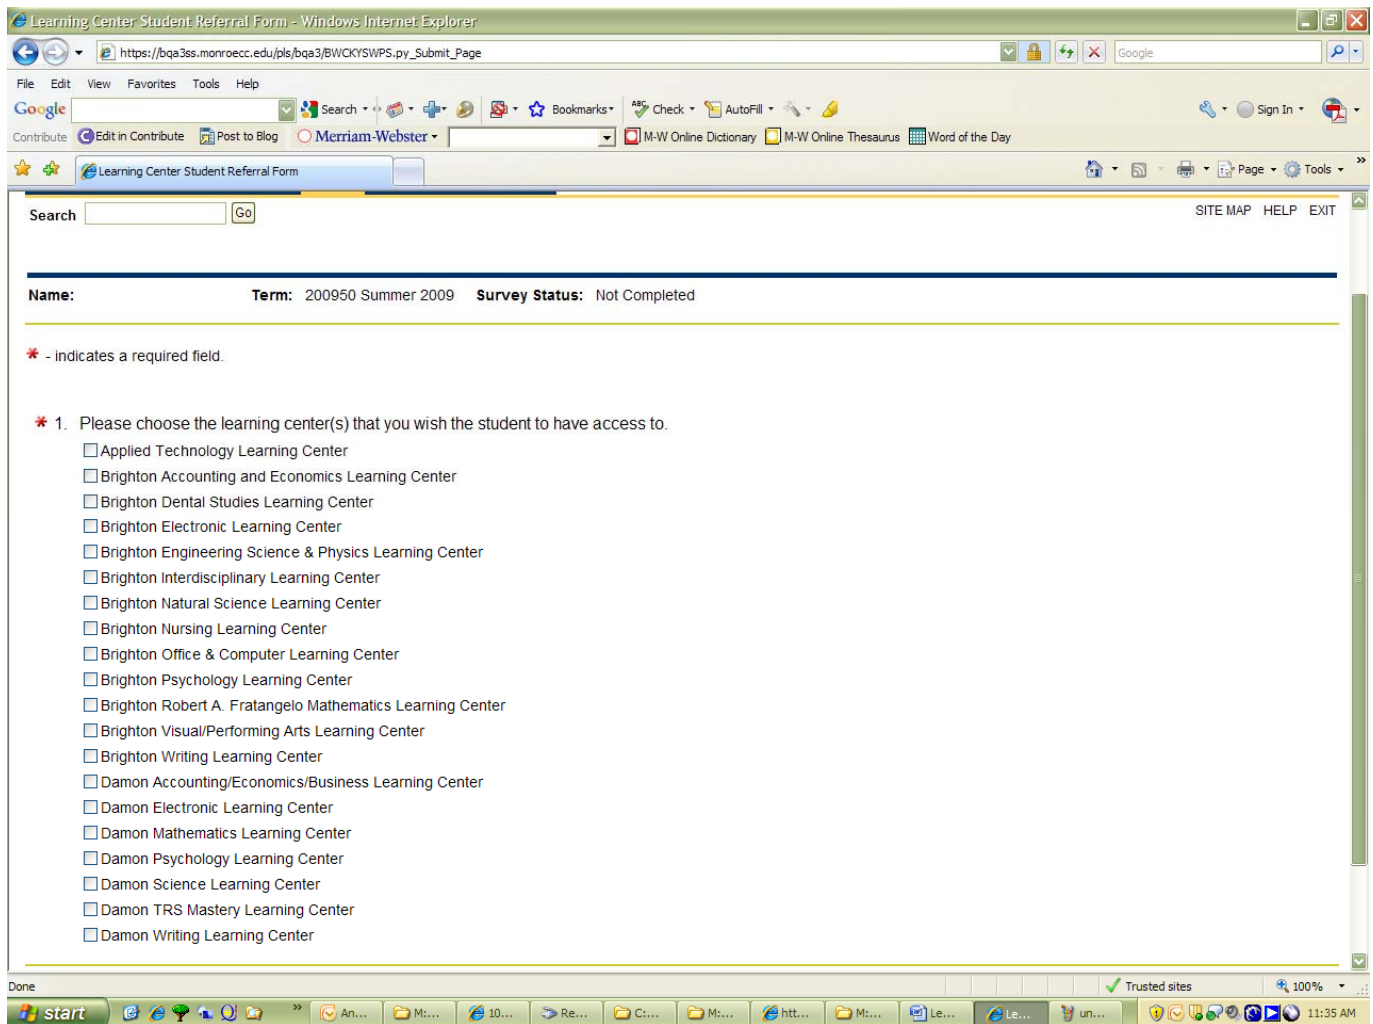 Learning Center Student Referral Form - Windows Internet Explorer
https://bqa3ss.monroecc.edu/pls/bqa3/BWCKYSWPS.py_Submit_Page
Google
File Edit View Favorites Tools Help
Google Search Bookmarks Check AutoFill Sign In
Contribute Edit in Contribute Post to Blog Merriam-Webster M-W Online Dictionary M-W Online Thesaurus Word of the Day
Learning Center Student Referral Form Page Tools
Search Go SITE MAP HELP EXIT
Name: Term: 200950 Summer 2009 Survey Status: Not Completed
* - indicates a required field.
* 1. Please choose the learning center(s) that you wish the student to have access to.
Applied Technology Learning Center
Brighton Accounting and Economics Learning Center
Brighton Dental Studies Learning Center
Brighton Electronic Learning Center
Brighton Engineering Science & Physics Learning Center
Brighton Interdisciplinary Learning Center
Brighton Natural Science Learning Center
Brighton Nursing Learning Center
Brighton Office & Computer Learning Center
Brighton Psychology Learning Center
Brighton Robert A. Fratangelo Mathematics Learning Center
Brighton Visual/Performing Arts Learning Center
Brighton Writing Learning Center
Damon Accounting/Economics/Business Learning Center
Damon Electronic Learning Center
Damon Mathematics Learning Center
Damon Psychology Learning Center
Damon Science Learning Center
Damon TRS Mastery Learning Center
Damon Writing Learning Center
Done Trusted sites 100%
start An... M:... 10... Re... C:... M:... htt... M:... Le... Le... un... 11:35 AM